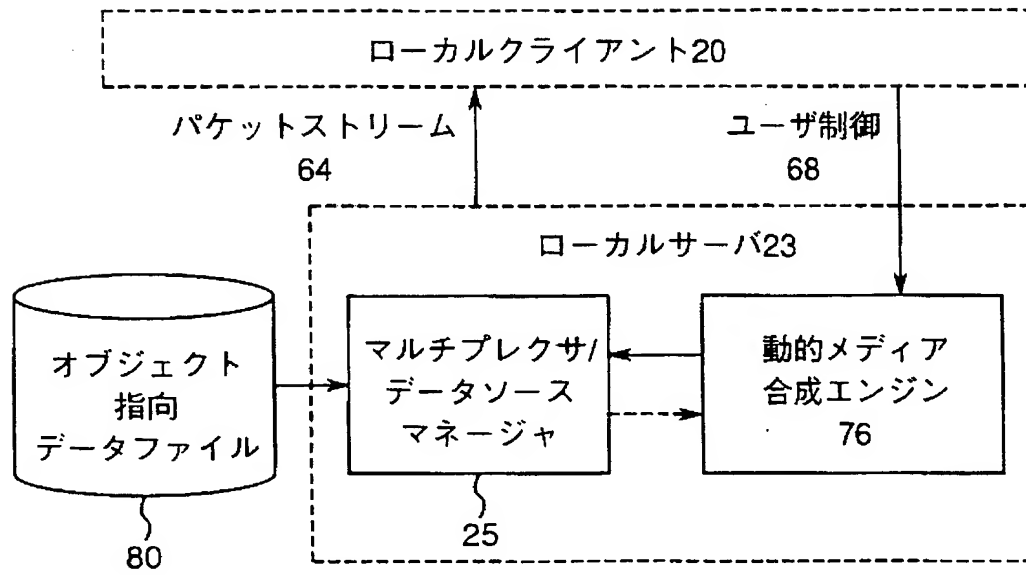 ローカルクライアント20
パケットストリーム
64
ユーザ制御
68
ローカルサーバ23
オブジェクト
指向
データファイル
80
マルチプレクサ/
データソース
マネージャ
25
動的メディア
合成エンジン
76